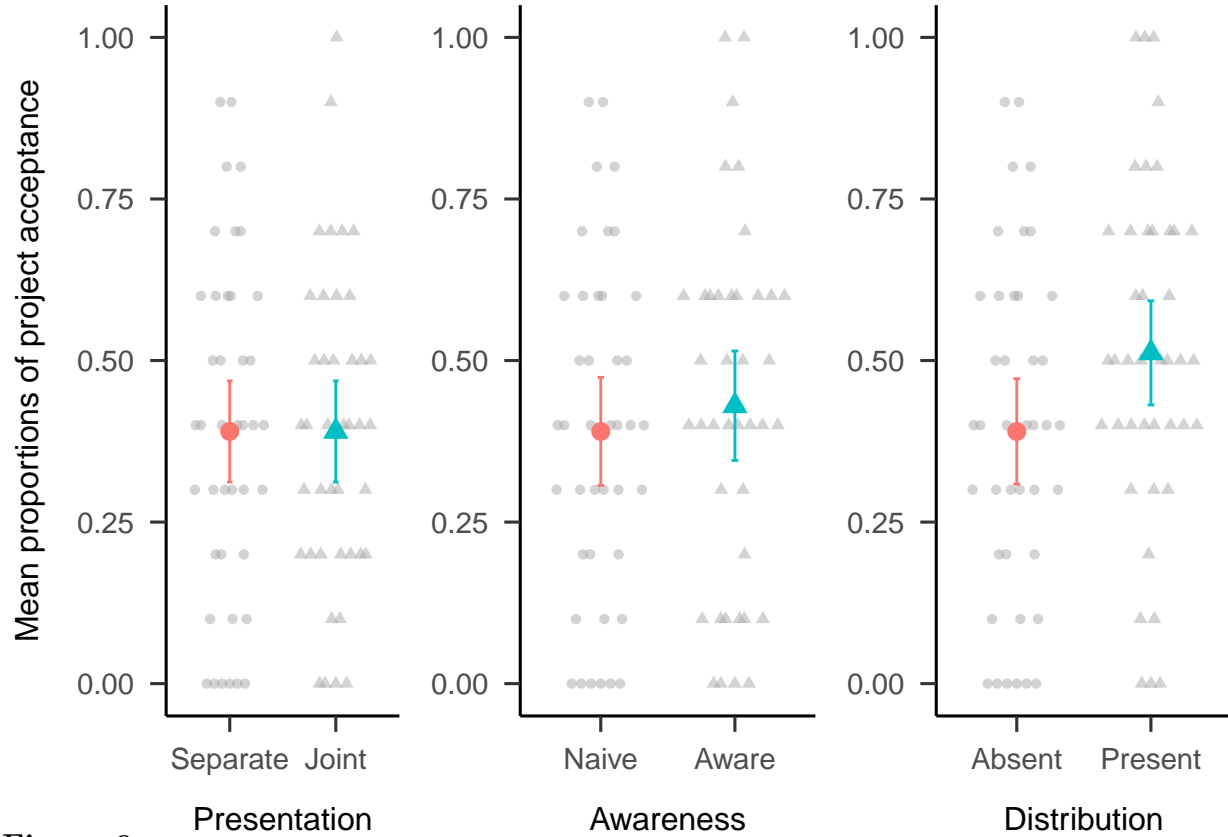 Mean proportions of project acceptance
1.00
0.75
0.50
0.25
0.00
Separate Joint
Presentation
1.00
0.75
0.50
0.25
0.00
Naive Aware
Awareness
1.00
0.75
0.50
0.25
0.00
Absent Present
Distribution